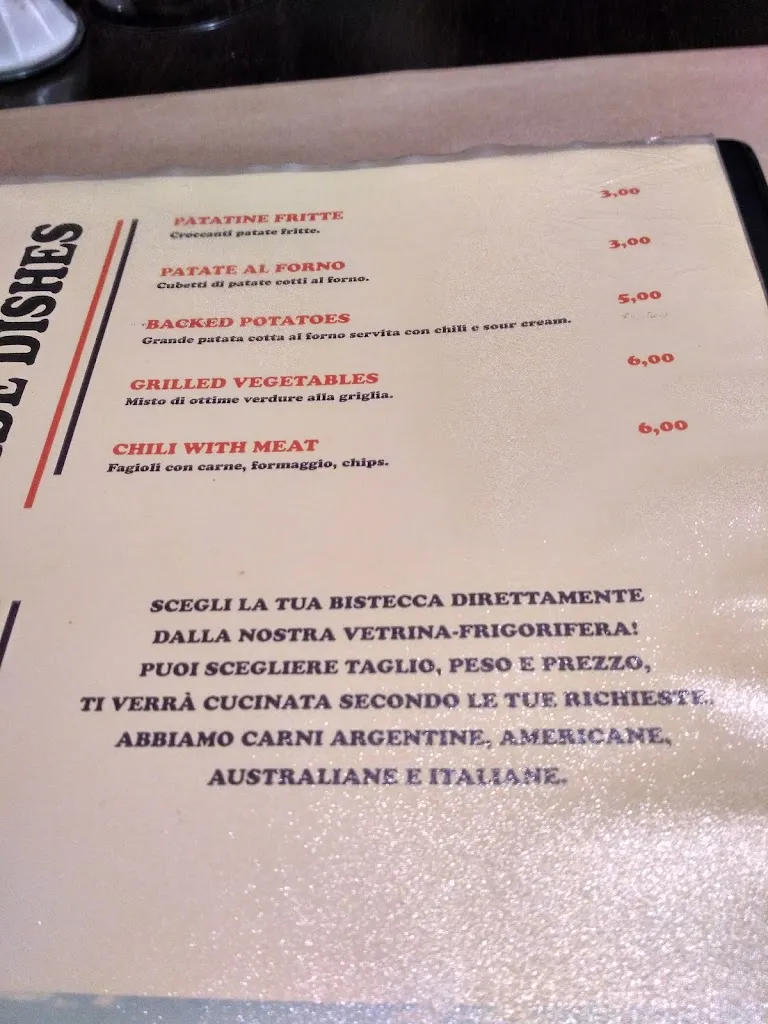 DISHES
PATATINE FRITTE 3,00
Croccanti patate fritte.
PATATE AL FORNO 3,00
Cubetti di patate cotti al forno.
BACKED POTATOES 5,00
Grande patata cotta al forno servita con chili e sour cream.
GRILLED VEGETABLES 6,00
Misto di ottime verdure alla griglia.
CHILI WITH MEAT 6,00
Fagioli con carne, formaggio, chips.
SCEGLI LA TUA BISTECCA DIRETTAMENTE
DALLA NOSTRA VETRINA-FRIGORIFERA!
PUOI SCEGLIERE TAGLIO, PESO E PREZZO,
TI VERRÀ CUCINATA SECONDO LE TUE RICHIESTE.
ABBIAMO CARNI ARGENTINE, AMERICANE,
AUSTRALIANE E ITALIANE.